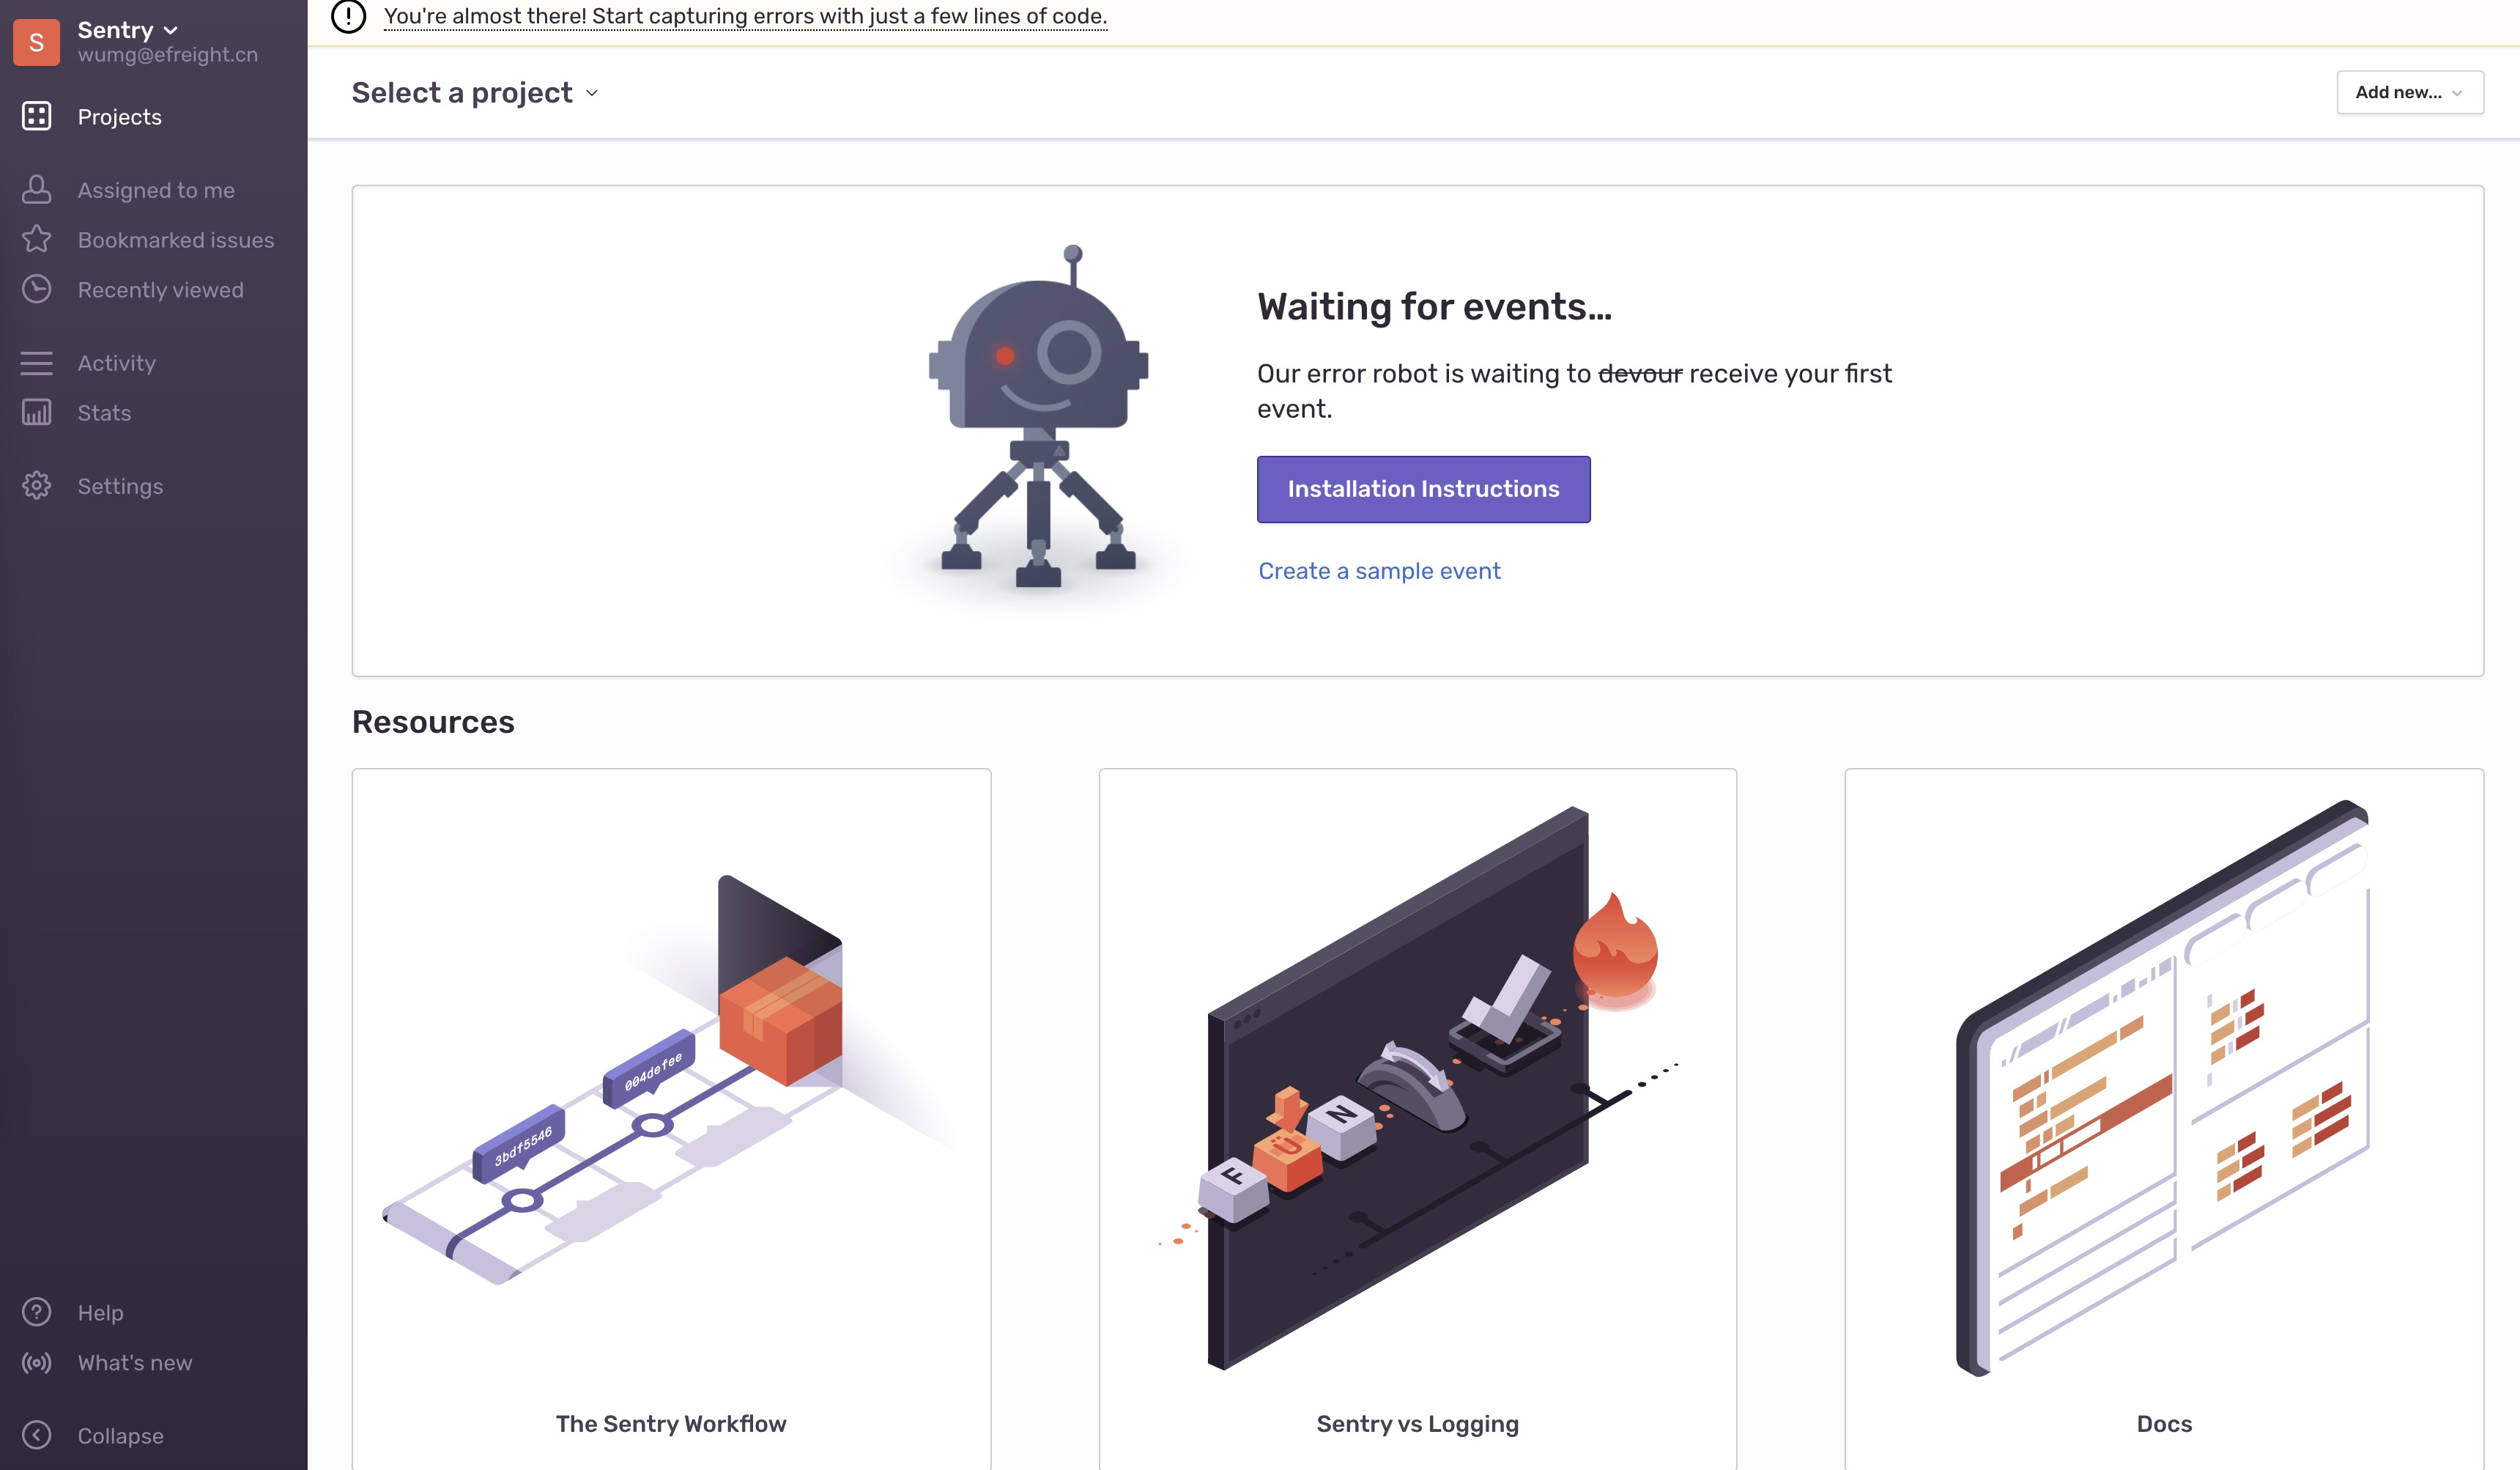 S
Sentry
wumg@efreight.cn
Projects
Assigned to me
Bookmarked issues
Recently viewed
Activity
Stats
Settings
Help
What's new
Collapse
You're almost there! Start capturing errors with just a few lines of code.
Select a project
Add new...
Waiting for events…
Our error robot is waiting to devour receive your first
event.
Installation Instructions
Create a sample event
Resources
004defee
3bdf5546
The Sentry Workflow
N
Ü
F
Sentry vs Logging
Docs